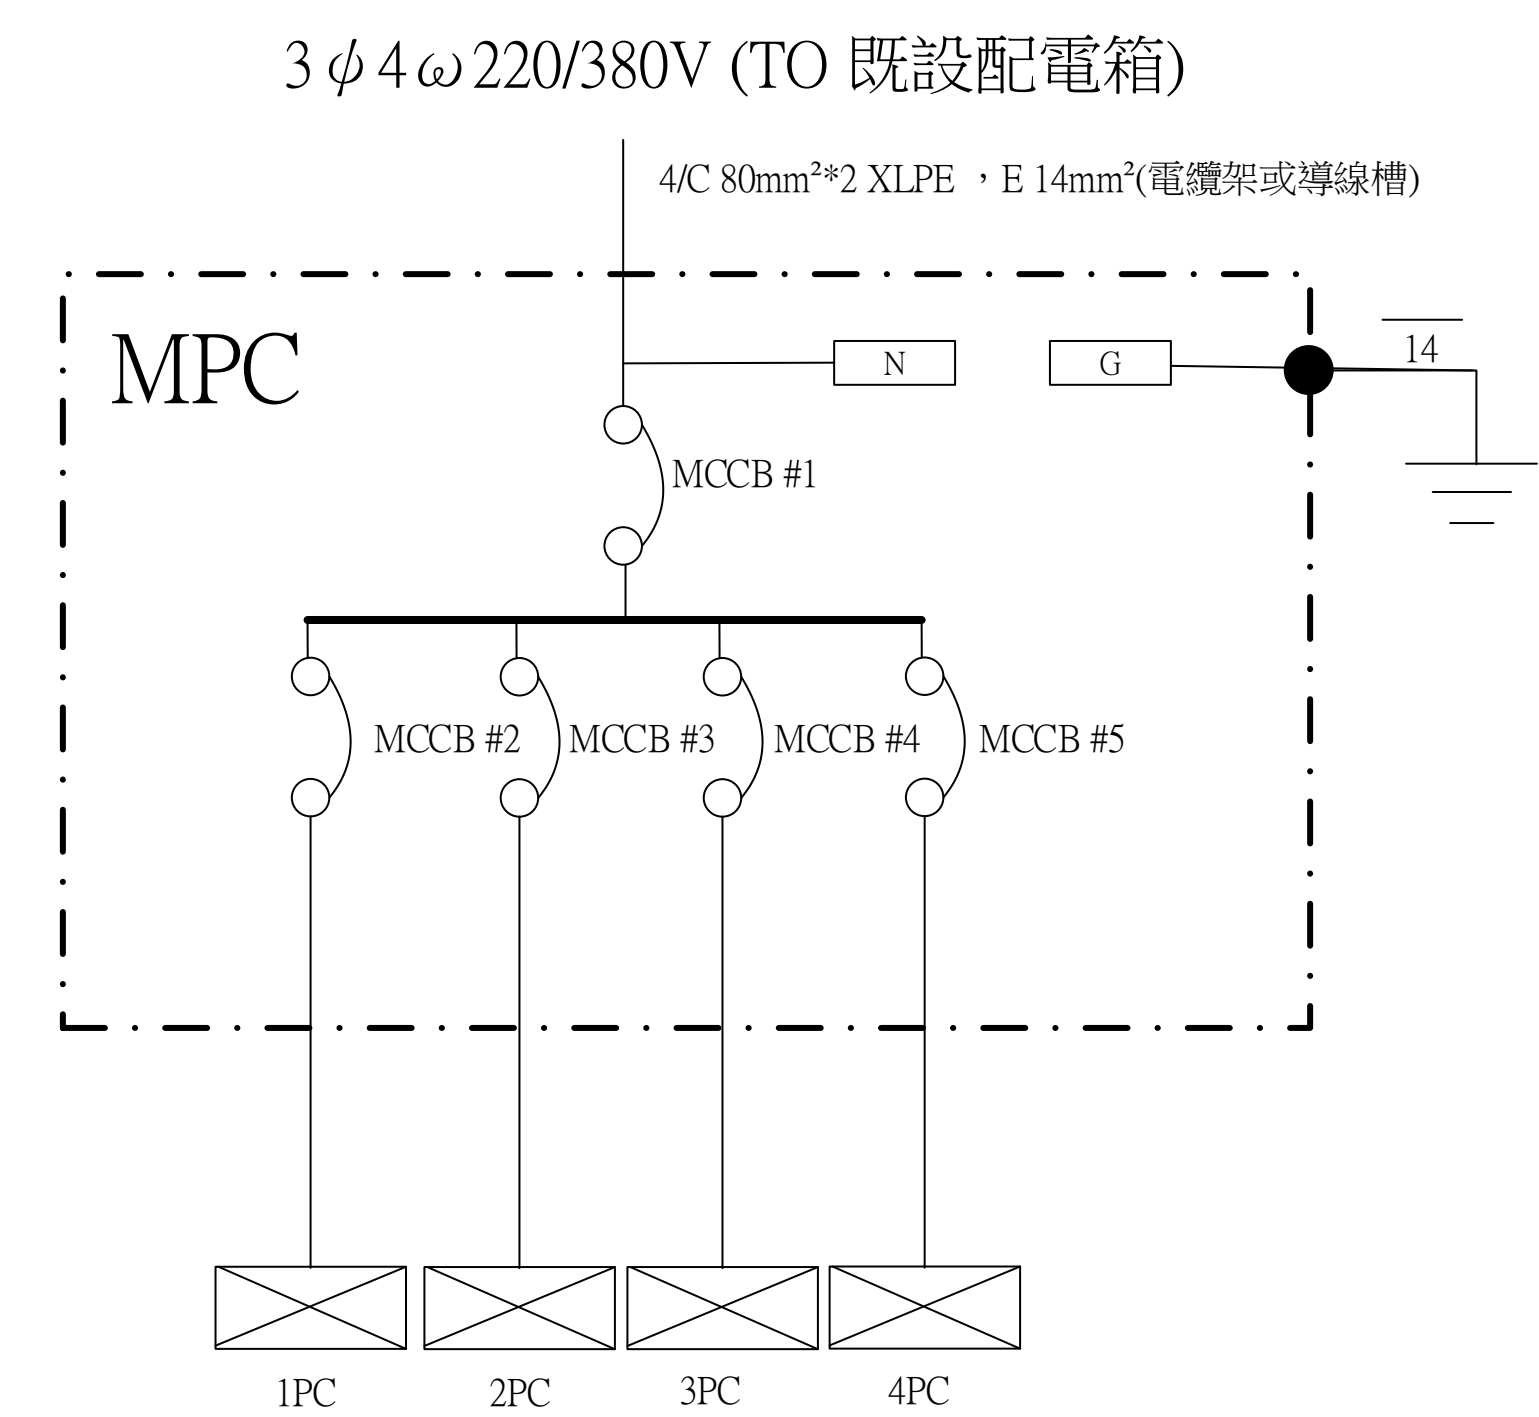 3ψ4ω220/380V (TO 既設配電箱)
4/C 80mm²*2 XLPE ，E 14mm²(電纜架或導線槽)
MPC
N
G
14
MCCB #1
MCCB #2
MCCB #3
MCCB #4
MCCB #5
1PC
2PC
3PC
4PC